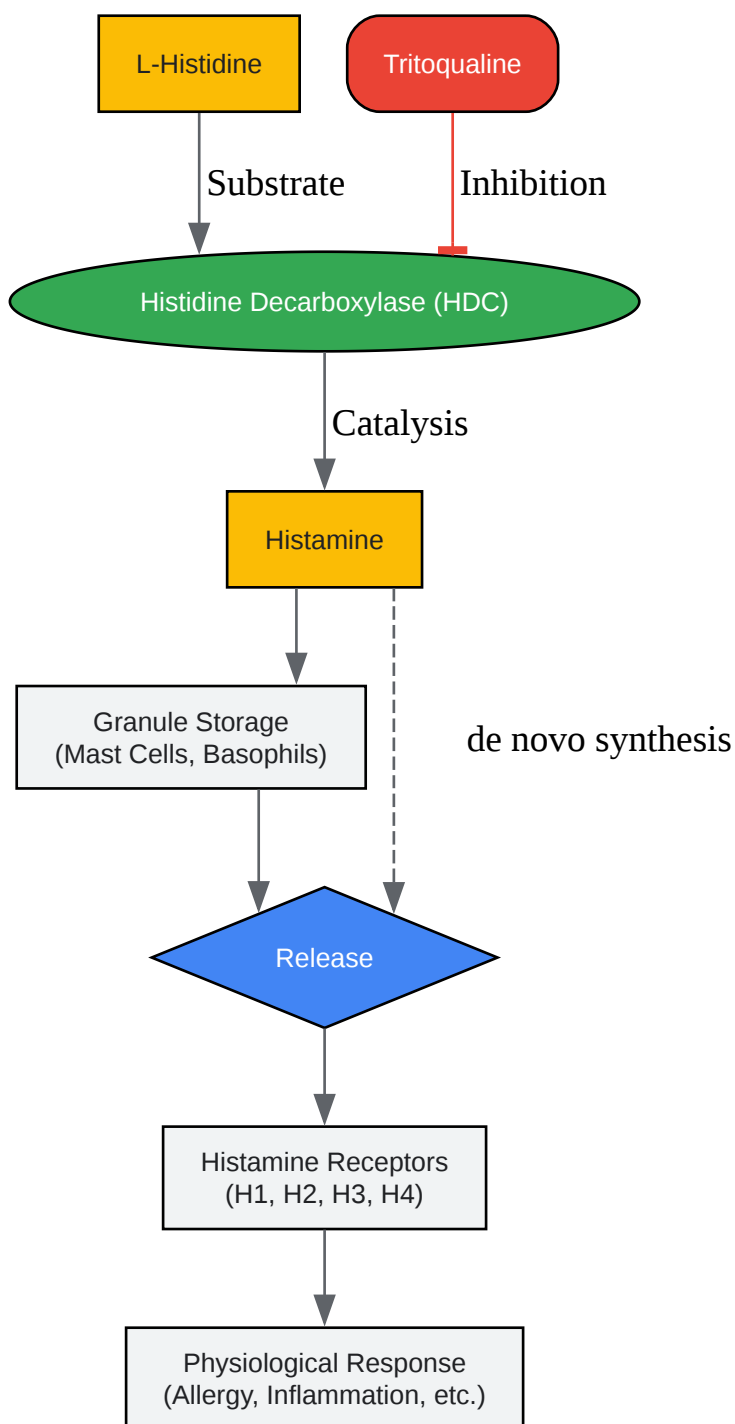 L-Histidine
Tritoqualine
Substrate
Inhibition
Histidine Decarboxylase (HDC)
Catalysis
Histamine
Granule Storage
(Mast Cells, Basophils)
de novo synthesis
Release
Histamine Receptors
(H1, H2, H3, H4)
Physiological Response
(Allergy, Inflammation, etc.)